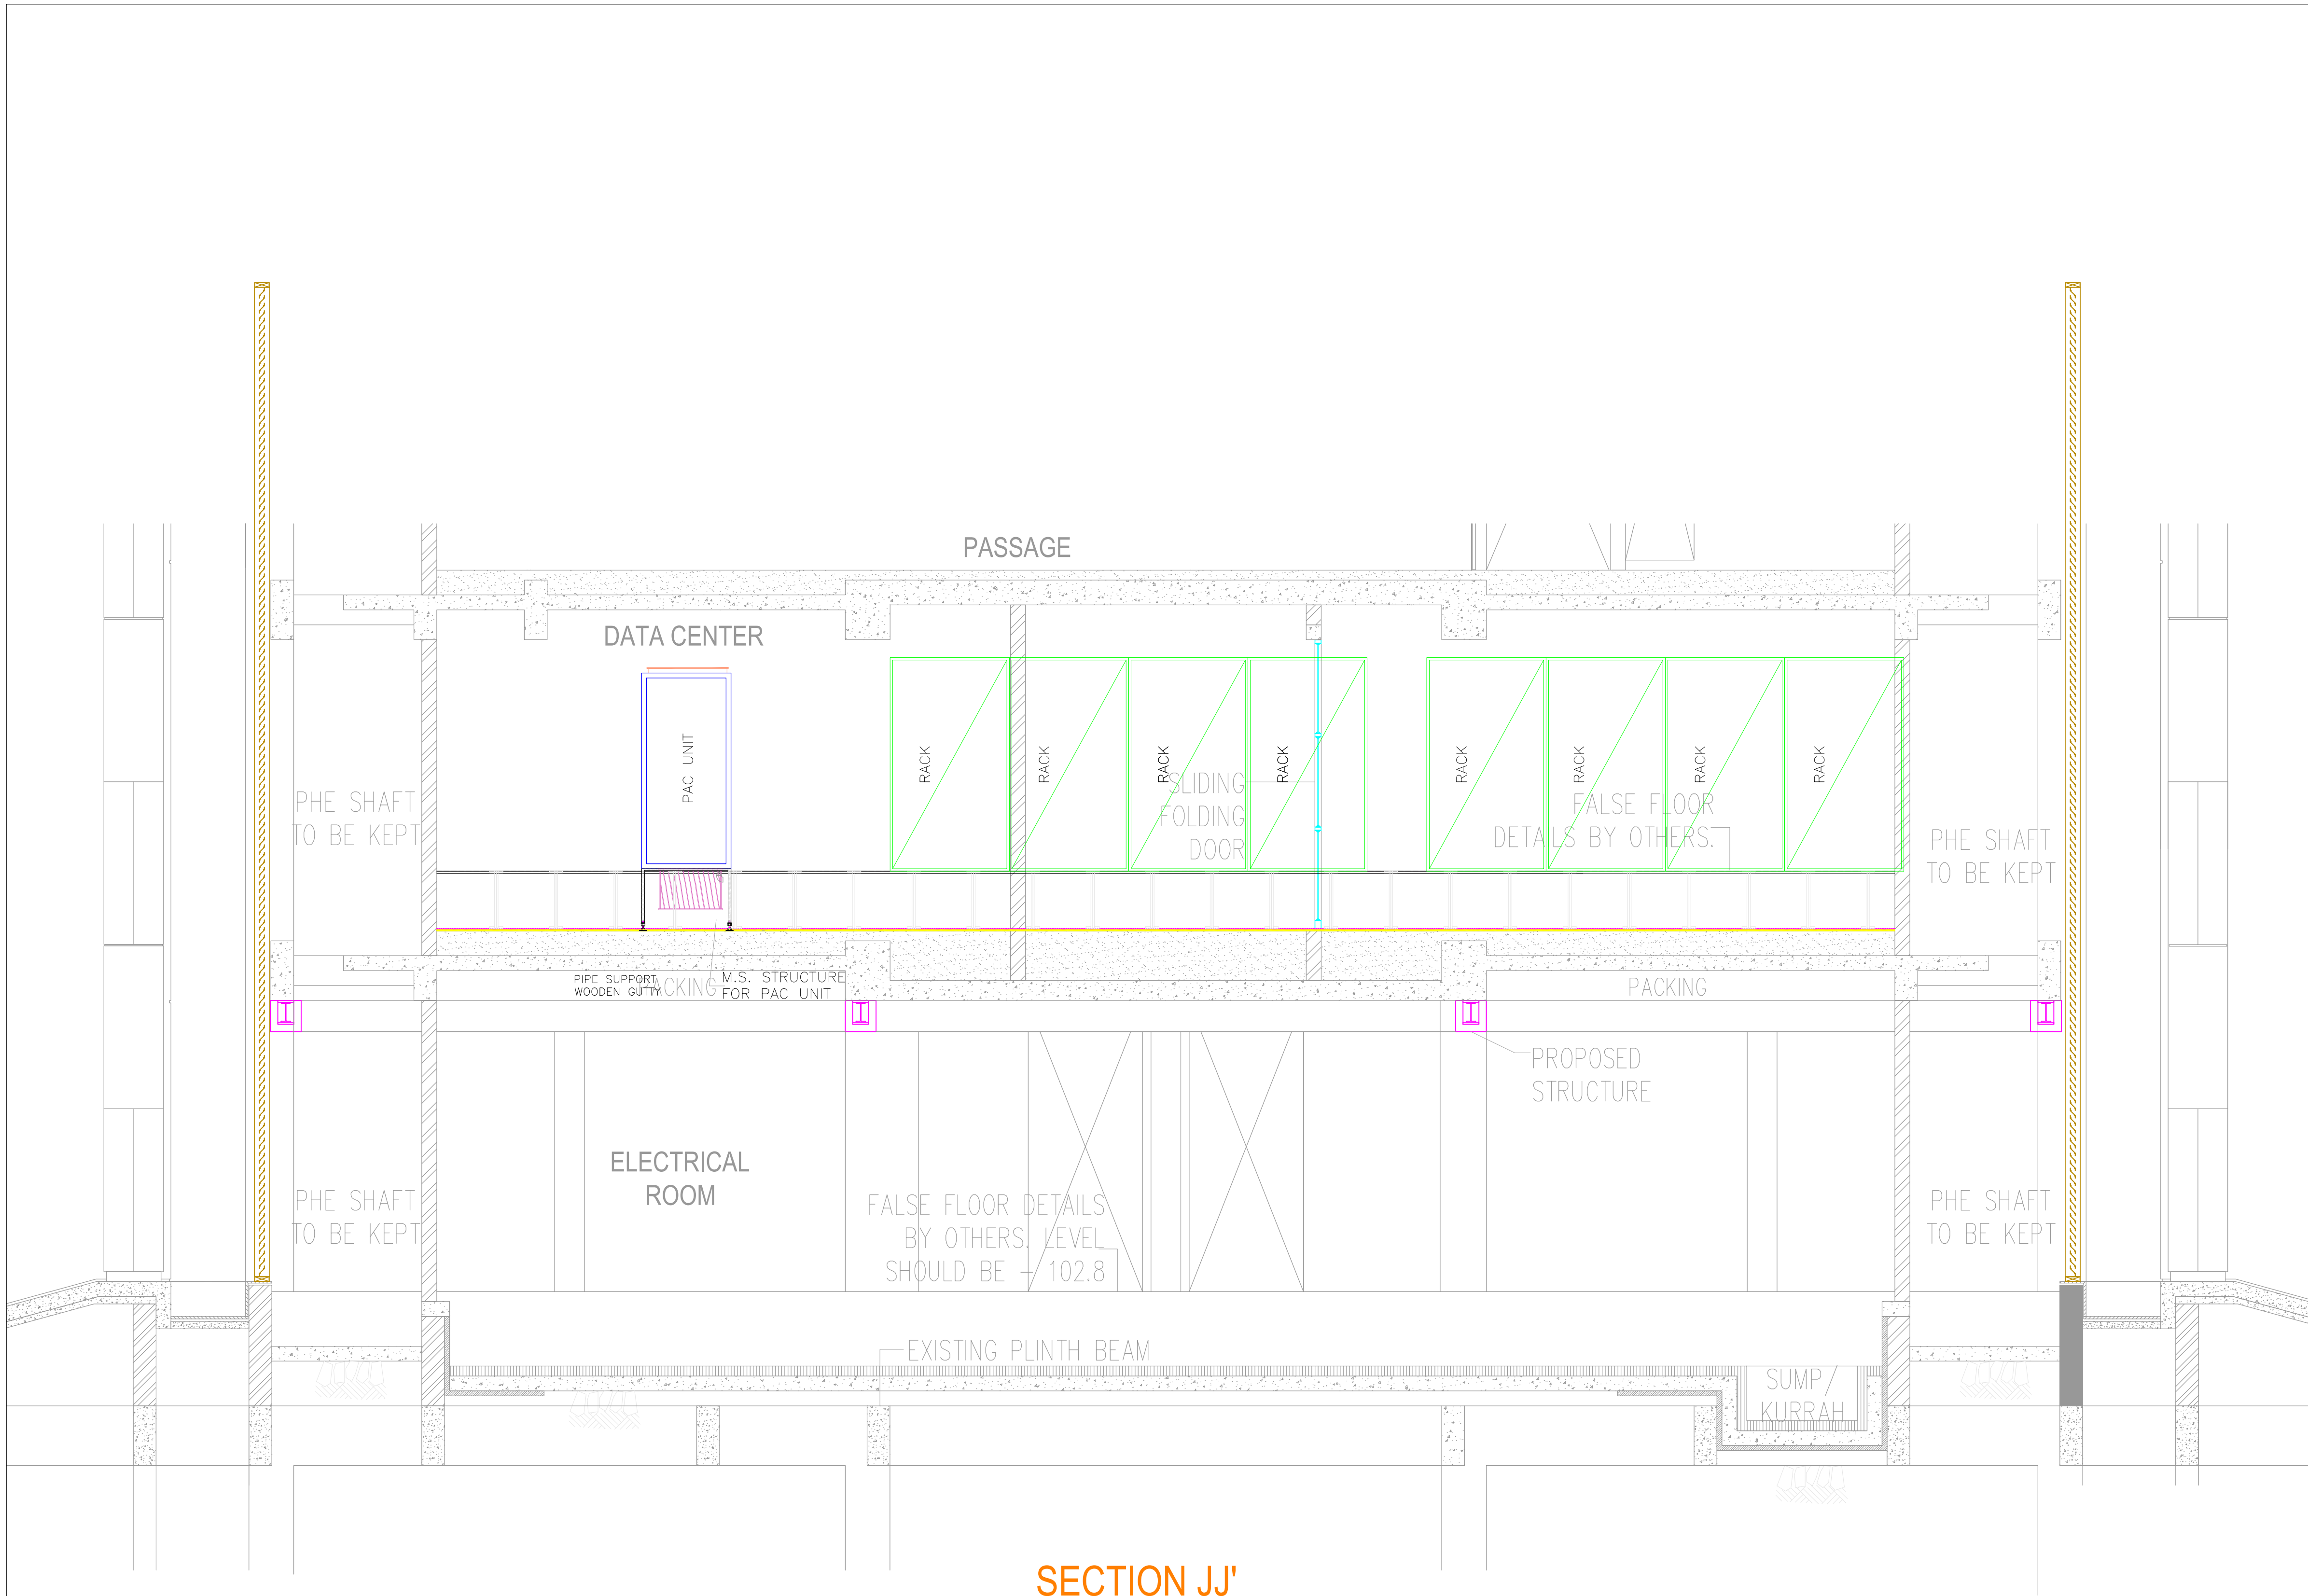 PASSAGE
DATA CENTER
PAC UNIT
RACK
RACK
RACK
RACK
RACK
RACK
RACK
RACK
SLIDING
FOLDING
DOOR
FALSE FLOOR
DETAILS BY OTHERS.
PHE SHAFT
TO BE KEPT
PHE SHAFT
TO BE KEPT
PIPE SUPPORT
WOODEN GUTTY
PACKING
M.S. STRUCTURE
FOR PAC UNIT
PACKING
PROPOSED
STRUCTURE
ELECTRICAL
ROOM
PHE SHAFT
TO BE KEPT
FALSE FLOOR DETAILS
BY OTHERS. LEVEL
SHOULD BE - 102.8
PHE SHAFT
TO BE KEPT
EXISTING PLINTH BEAM
SUMP/
KURRAH
SECTION JJ'